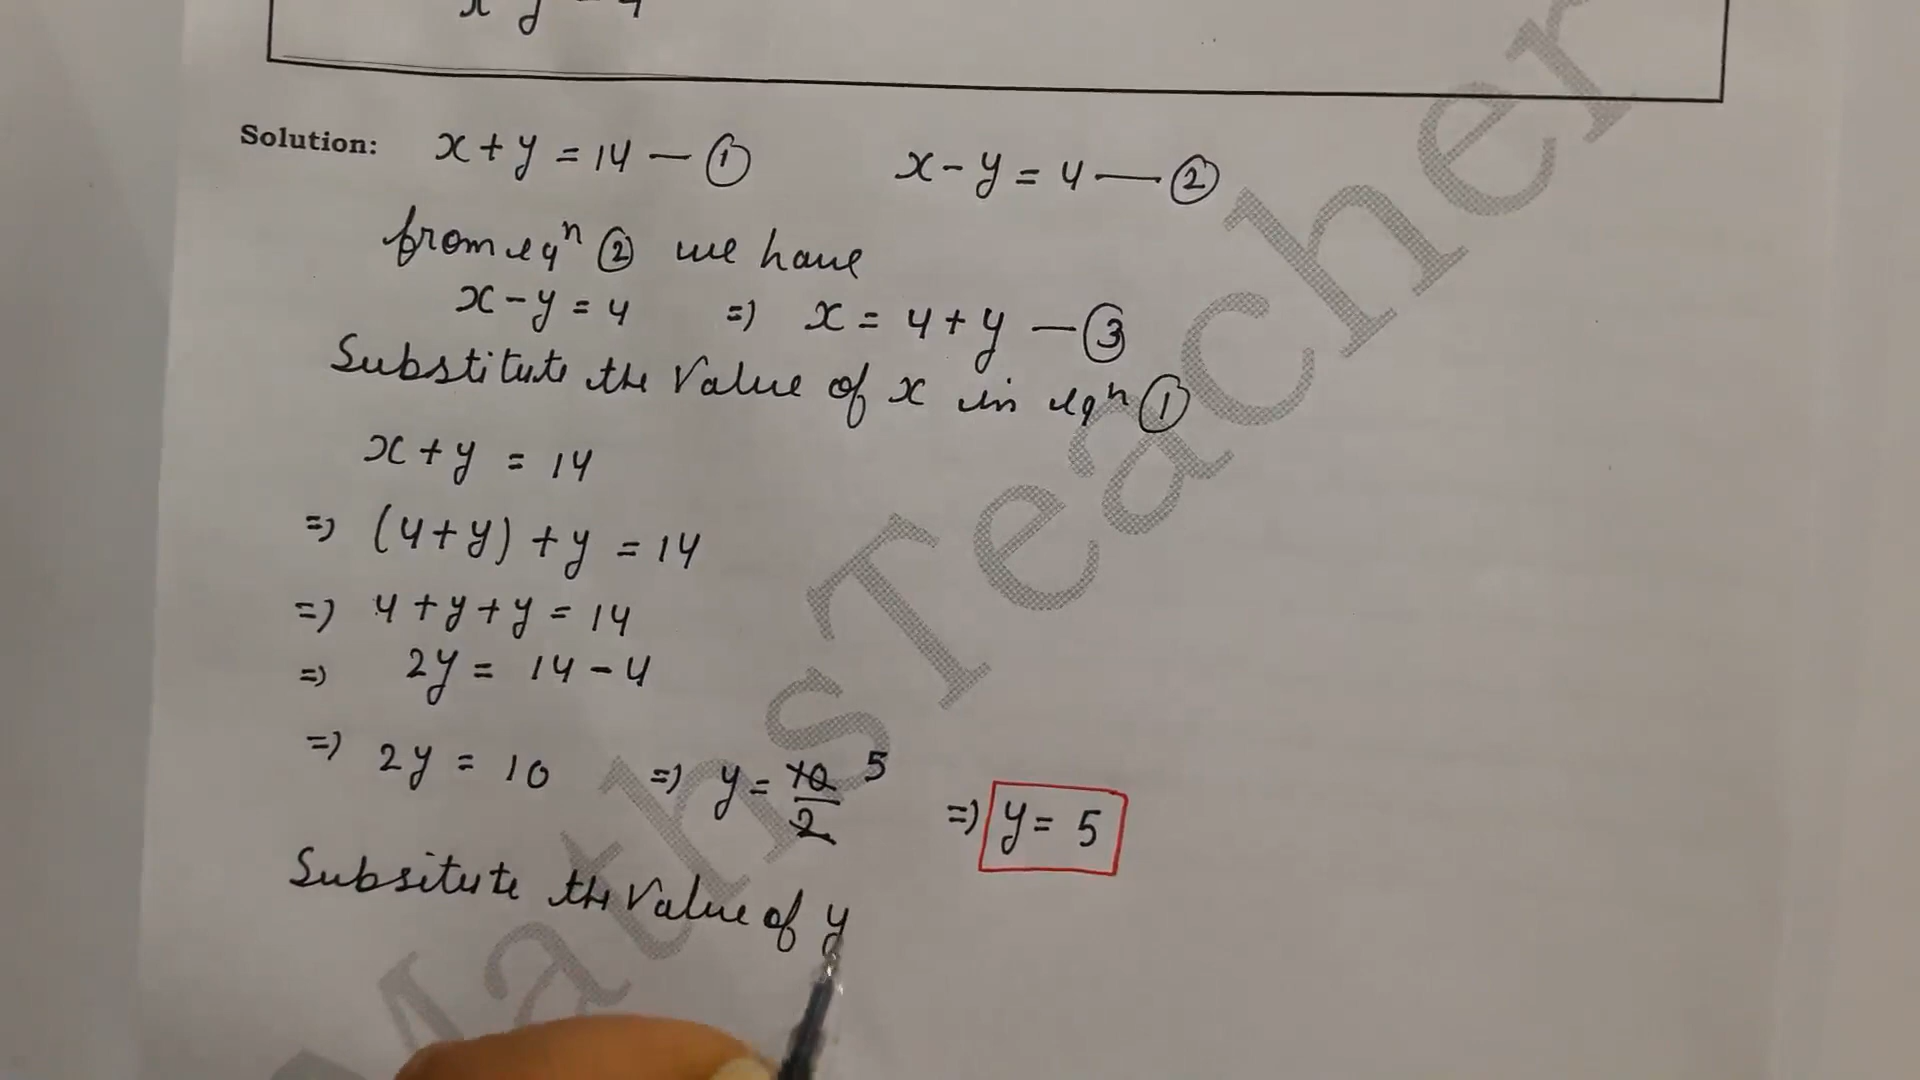 Solution: x + y = 14 — ① x - y = 4 — ②
from eqⁿ ② we have
x - y = 4 => x = 4 + y — ③
Substitute the Value of x in eqⁿ ①
x + y = 14
=> (4 + y) + y = 14
=> 4 + y + y = 14
=> 2y = 14 - 4
=> 2y = 10 => y = 10/2 5 => y = 5
Subsitute the Value of y
MathsTeacher